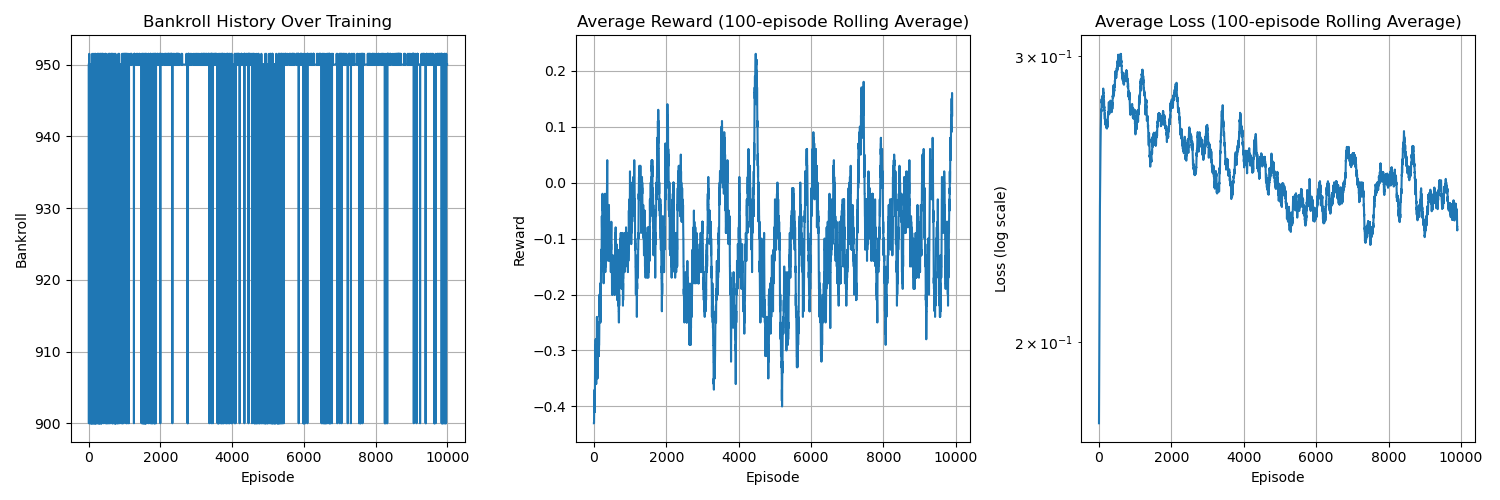 Bankroll History Over Training
950
940
930
920
910
900
Bankroll
0 2000 4000 6000 8000 10000
Episode
Average Reward (100-episode Rolling Average)
0.2
0.1
0.0
−0.1
−0.2
−0.3
−0.4
Reward
0 2000 4000 6000 8000 10000
Episode
Average Loss (100-episode Rolling Average)
3 × 10⁻¹
2 × 10⁻¹
Loss (log scale)
0 2000 4000 6000 8000 10000
Episode